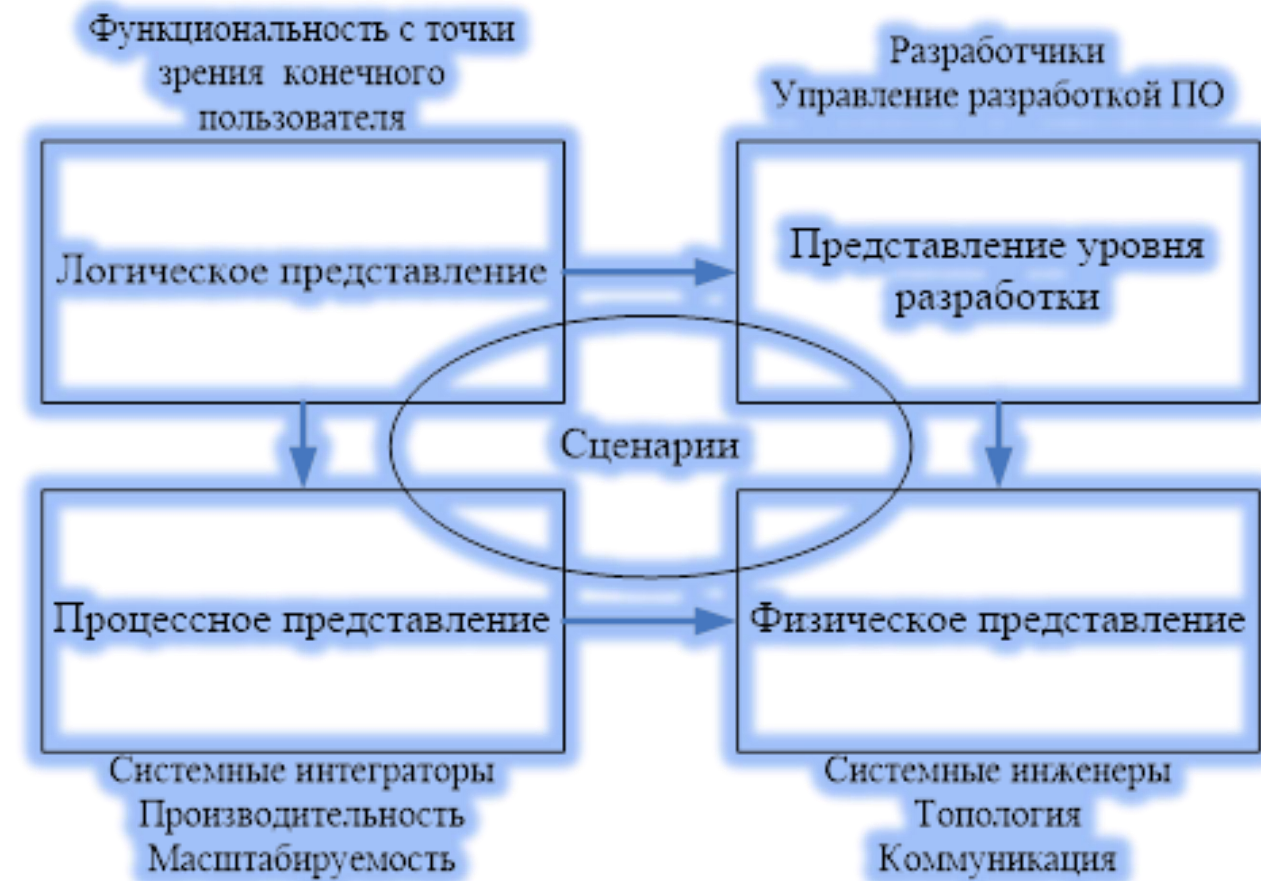 Функциональность с точки
зрения конечного
пользователя
Разработчики
Управление разработкой ПО
Логическое представление
Представление уровня
разработки
Сценарии
Процессное представление
Физическое представление
Системные интеграторы
Производительность
Масштабируемость
Системные инженеры
Топология
Коммуникация